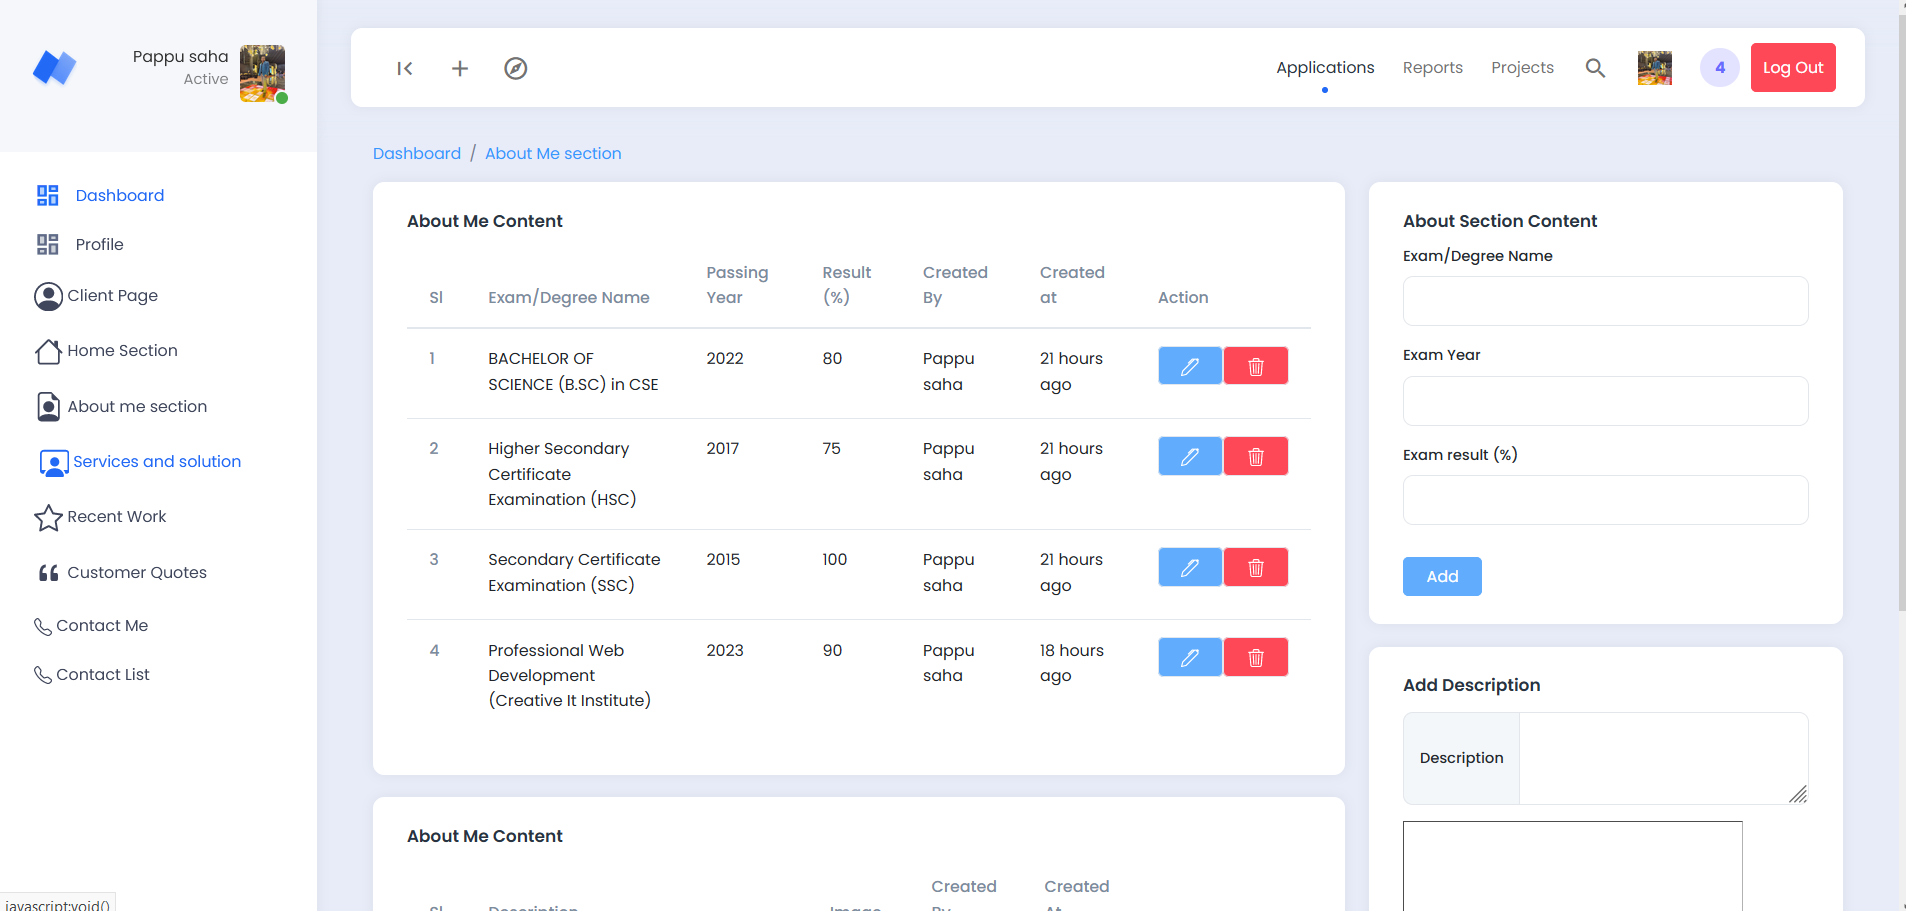 Pappu saha
Active
Applications
Reports
Projects
4
Log Out
Dashboard / About Me section
Dashboard
Profile
Client Page
Home Section
About me section
Services and solution
Recent Work
Customer Quotes
Contact Me
Contact List
About Me Content
Sl Exam/Degree Name Passing Year Result (%) Created By Created at Action
1 BACHELOR OF SCIENCE (B.SC) in CSE 2022 80 Pappu saha 21 hours ago
2 Higher Secondary Certificate Examination (HSC) 2017 75 Pappu saha 21 hours ago
3 Secondary Certificate Examination (SSC) 2015 100 Pappu saha 21 hours ago
4 Professional Web Development (Creative It Institute) 2023 90 Pappu saha 18 hours ago
About Section Content
Exam/Degree Name
Exam Year
Exam result (%)
Add
Add Description
Description
About Me Content
Sl Description Image Created By Created At
javascript:void()